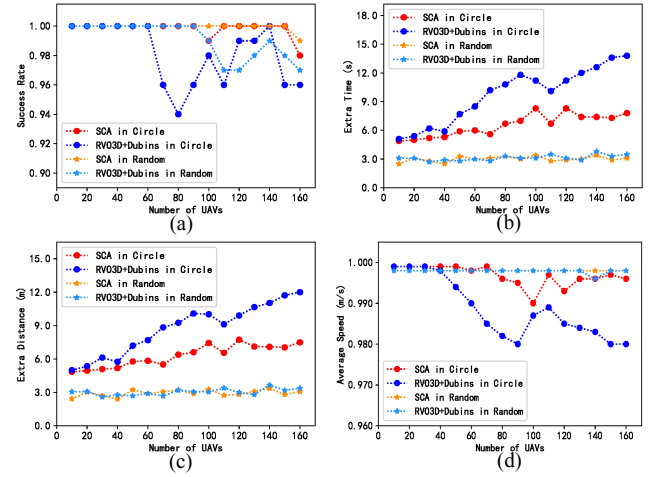 1.00
0.98
0.96
0.94
0.92
0.90
Success Rate
SCA in Circle
RVO3D+Dubins in Circle
SCA in Random
RVO3D+Dubins in Random
0 20 40 60 80 100 120 140 160
Number of UAVs
(a)
18.0
15.0
12.0
9.0
6.0
3.0
0.0
Extra Time (s)
SCA in Circle
RVO3D+Dubins in Circle
SCA in Random
RVO3D+Dubins in Random
0 20 40 60 80 100 120 140 160
Number of UAVs
(b)
15.0
12.0
9.0
6.0
3.0
0.0
Extra Distance (m)
SCA in Circle
RVO3D+Dubins in Circle
SCA in Random
RVO3D+Dubins in Random
0 20 40 60 80 100 120 140 160
Number of UAVs
(c)
1.000
0.990
0.980
0.970
0.960
Average Speed (m/s)
SCA in Circle
RVO3D+Dubins in Circle
SCA in Random
RVO3D+Dubins in Random
0 20 40 60 80 100 120 140 160
Number of UAVs
(d)